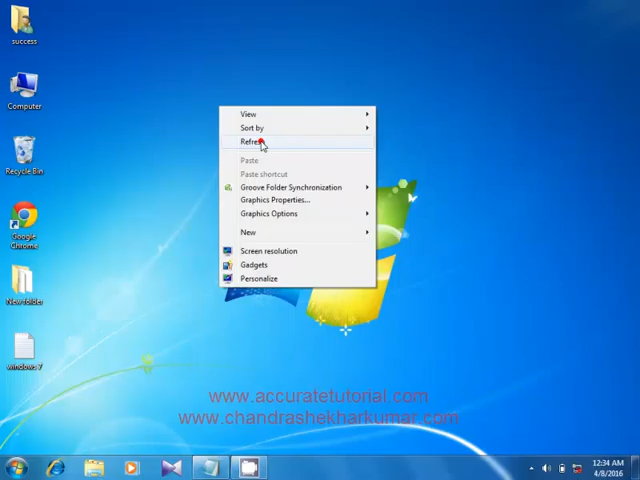 success
Computer
Recycle Bin
Google
Chrome
New folder
windows 7
View
Sort by
Refresh
Paste
Paste shortcut
Groove Folder Synchronization
Graphics Properties...
Graphics Options
New
Screen resolution
Gadgets
Personalize
www.accuratetutorial.com
www.chandrashekharkumar.com
12:34 AM
4/8/2016